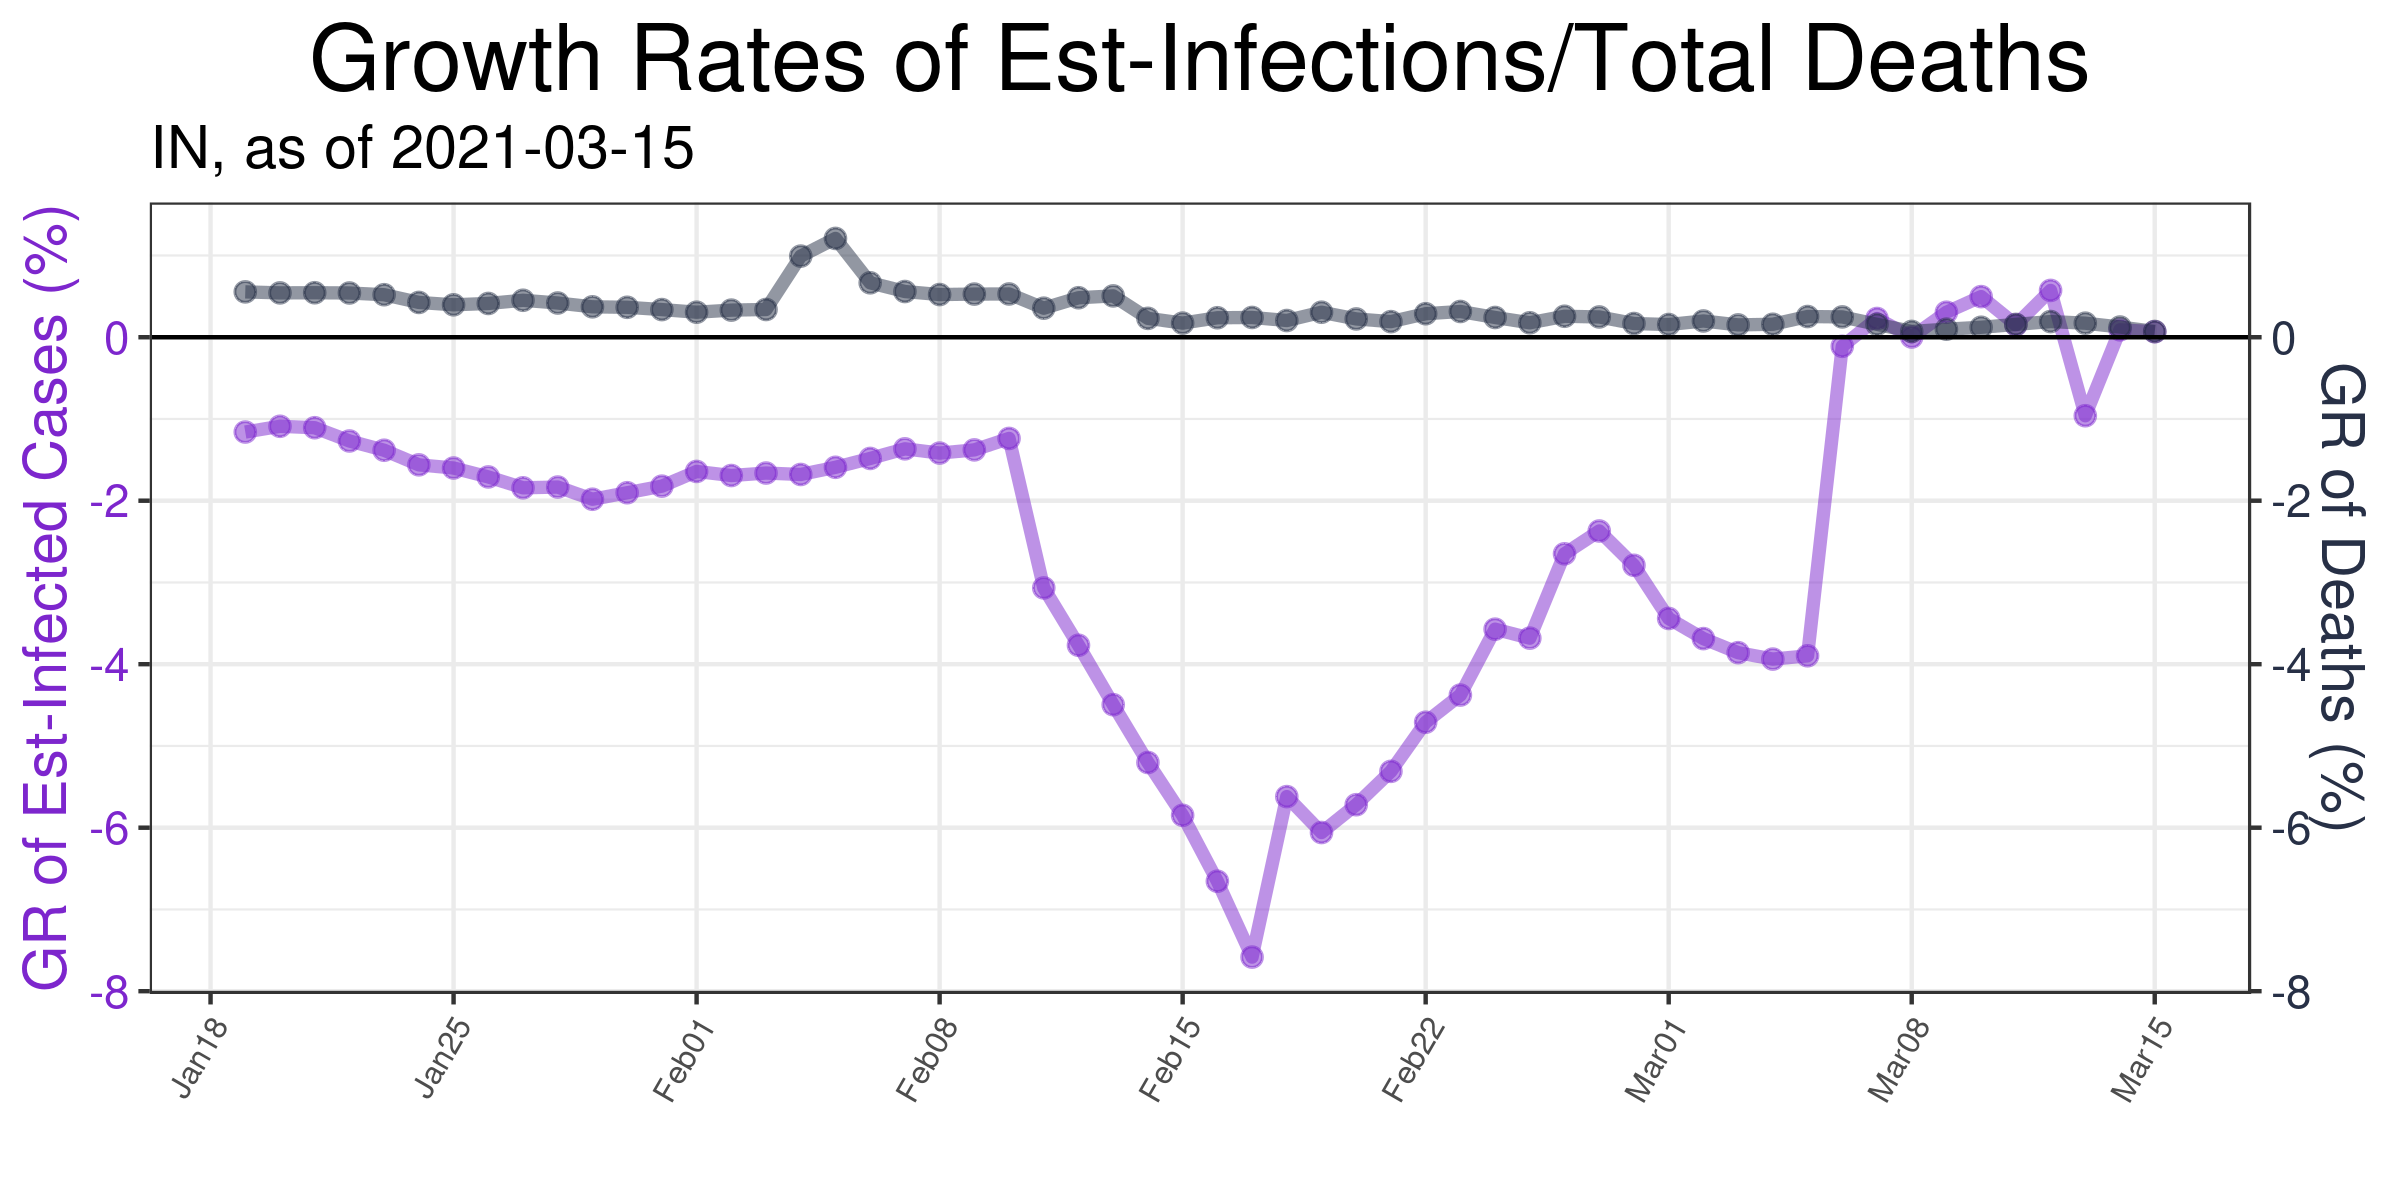 Growth Rates of Est-Infections/Total Deaths
IN, as of 2021-03-15
GR of Est-Infected Cases (%)
0
-2
-4
-6
-8
0
-2
-4
-6
-8
GR of Deaths (%)
Jan18
Jan25
Feb01
Feb08
Feb15
Feb22
Mar01
Mar08
Mar15